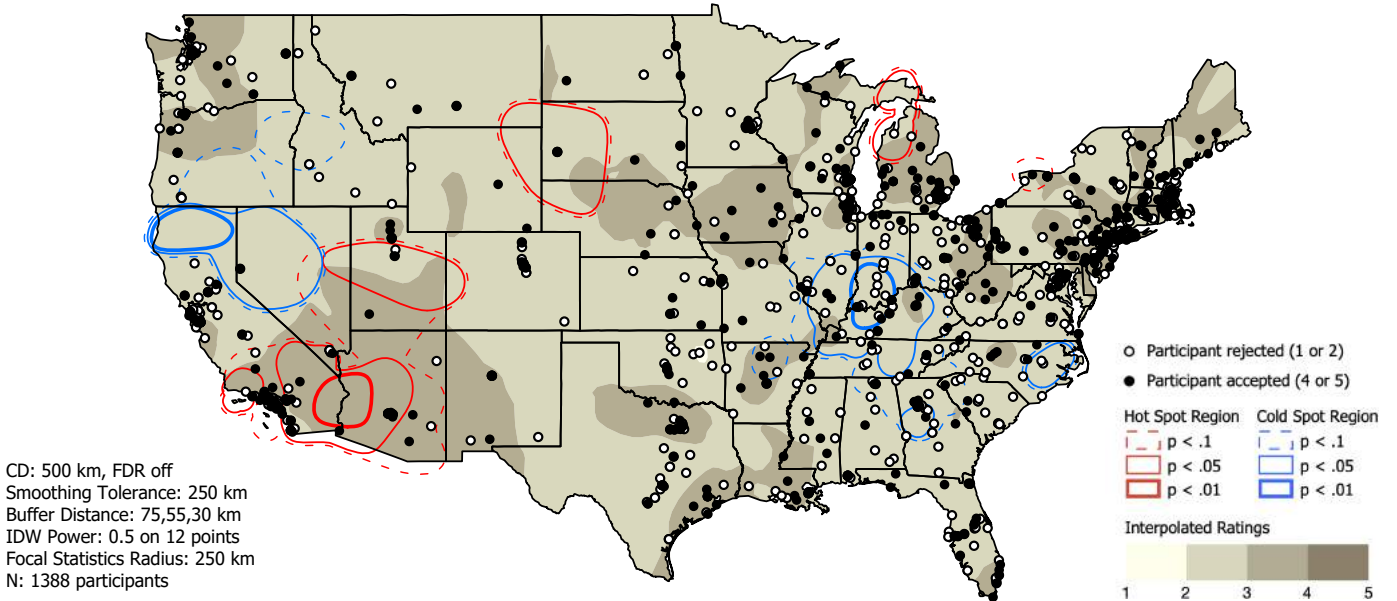 CD: 500 km, FDR off
Smoothing Tolerance: 250 km
Buffer Distance: 75,55,30 km
IDW Power: 0.5 on 12 points
Focal Statistics Radius: 250 km
N: 1388 participants
Participant rejected (1 or 2)
Participant accepted (4 or 5)
Hot Spot Region Cold Spot Region
p < .1 p < .1
p < .05 p < .05
p < .01 p < .01
Interpolated Ratings
1 2 3 4 5